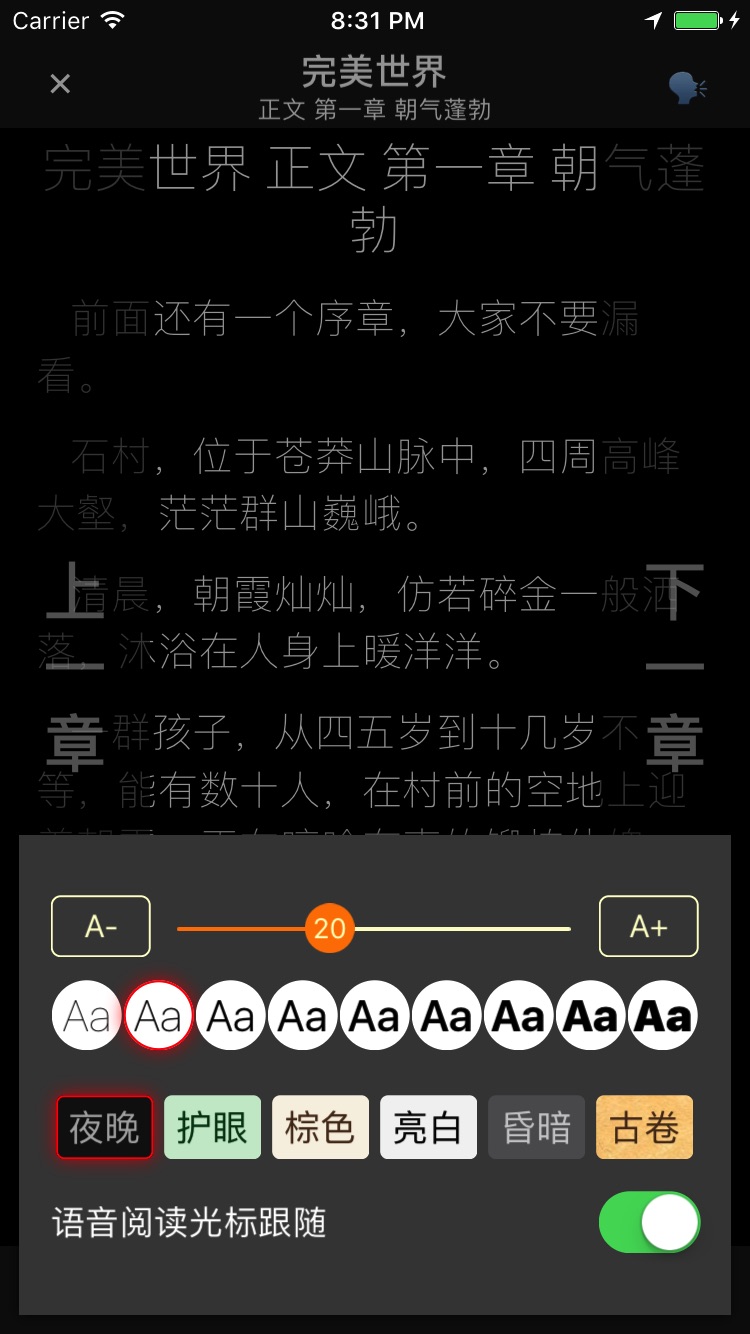 Carrier 8:31 PM
完美世界
正文 第一章 朝气蓬勃
完美世界 正文 第一章 朝气蓬
勃
前面还有一个序章，大家不要漏
看。
石村，位于苍莽山脉中，四周高峰
大壑，茫茫群山巍峨。
清晨，朝霞灿灿，仿若碎金一般洒
落，沐浴在人身上暖洋洋。
一群孩子，从四五岁到十几岁不
等，能有数十人，在村前的空地上迎
上一章
下一章
A-
20
A+
Aa Aa Aa Aa Aa Aa Aa Aa Aa
夜晚 护眼 棕色 亮白 昏暗 古卷
语音阅读光标跟随